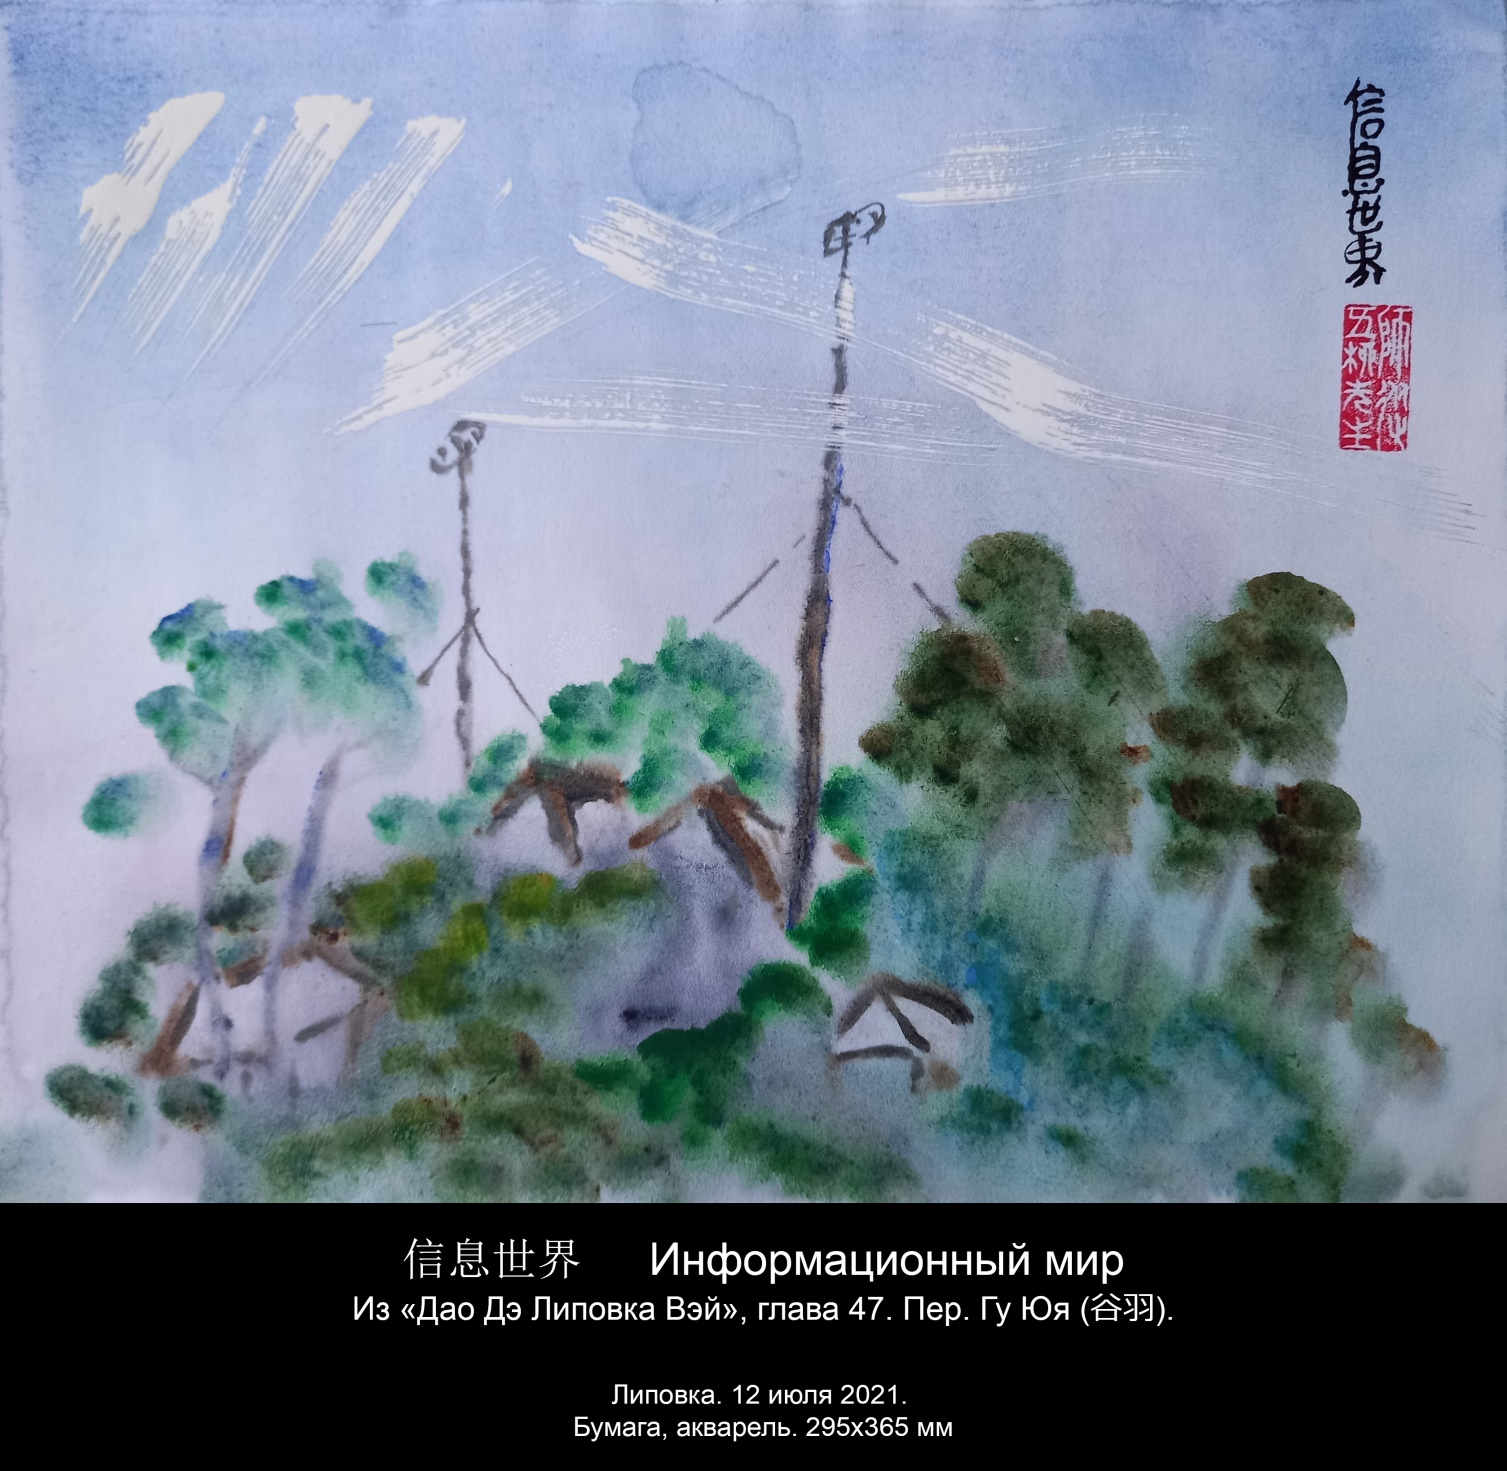 信息世界
信息世界 Информационный мир
Из «Дао Дэ Липовка Вэй», глава 47. Пер. Гу Юя (谷羽).
Липовка. 12 июля 2021.
Бумага, акварель. 295x365 мм